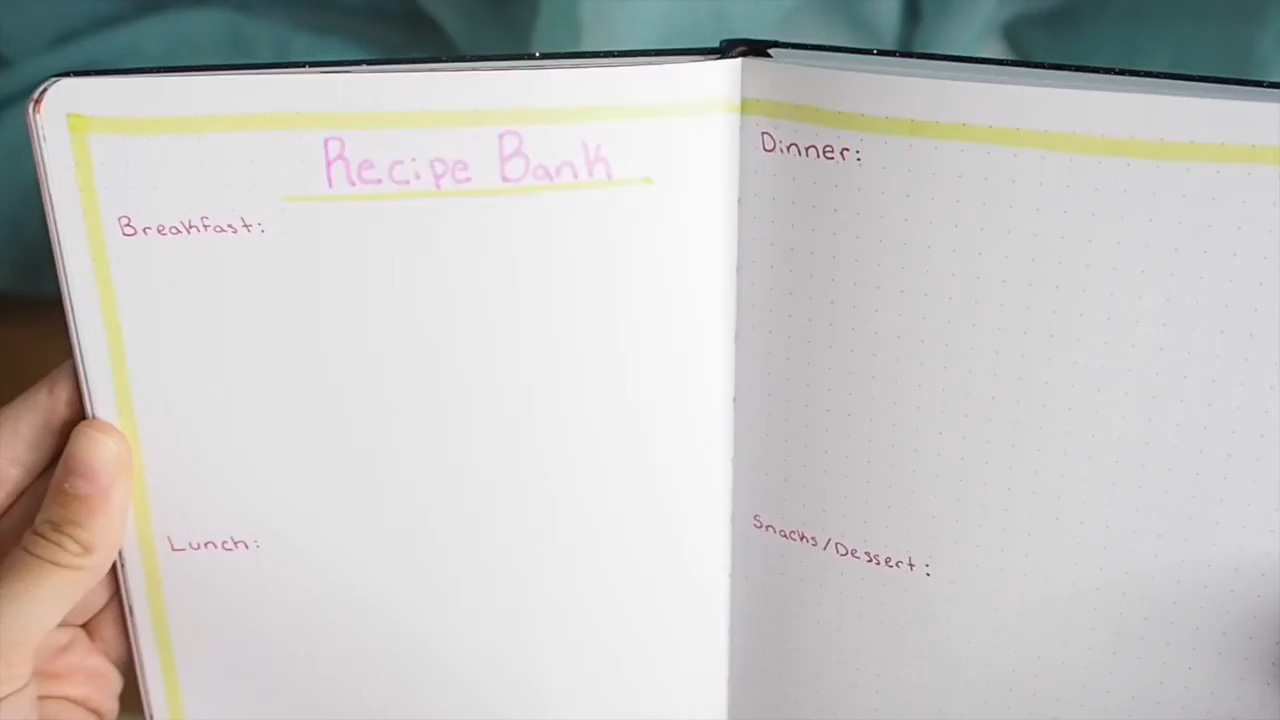 Recipe Bank
Breakfast:
Lunch:
Dinner:
Snacks/Dessert: